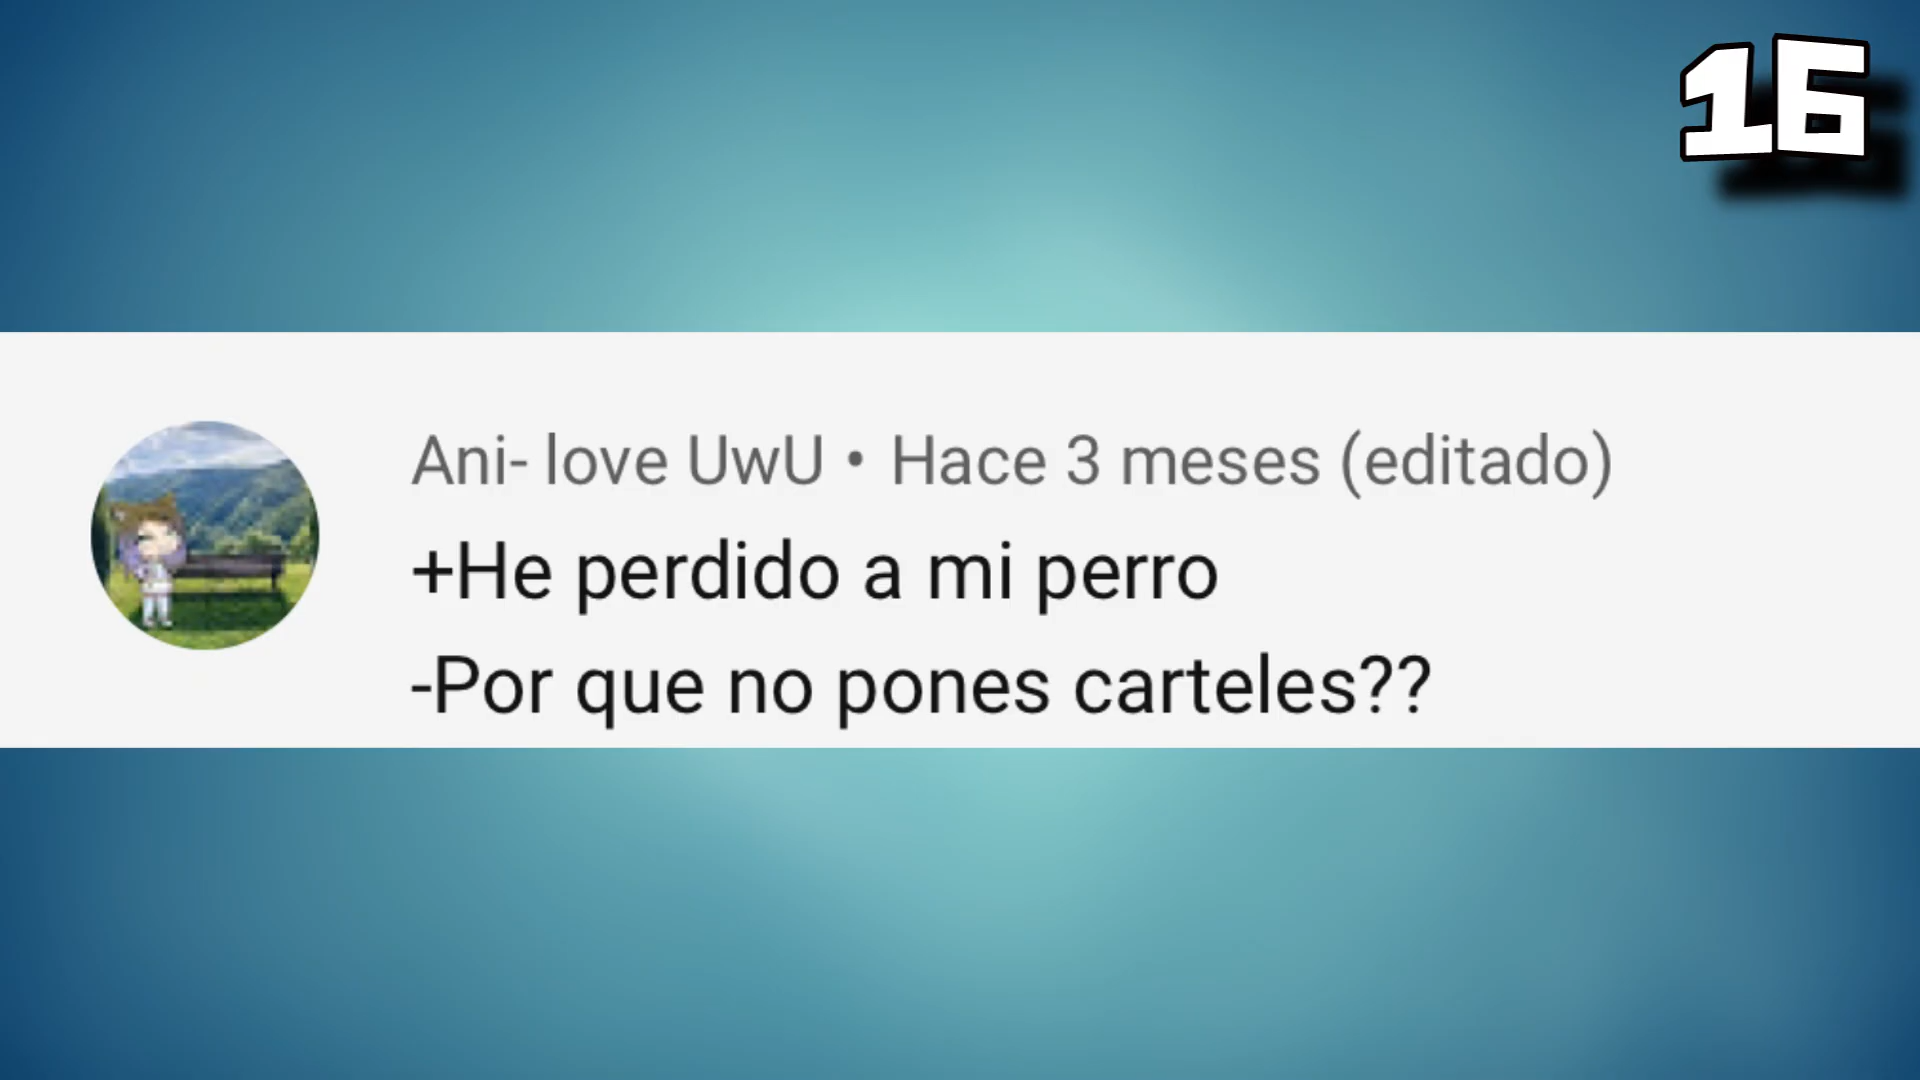 16
Ani- love UwU • Hace 3 meses (editado)
+He perdido a mi perro
-Por que no pones carteles??